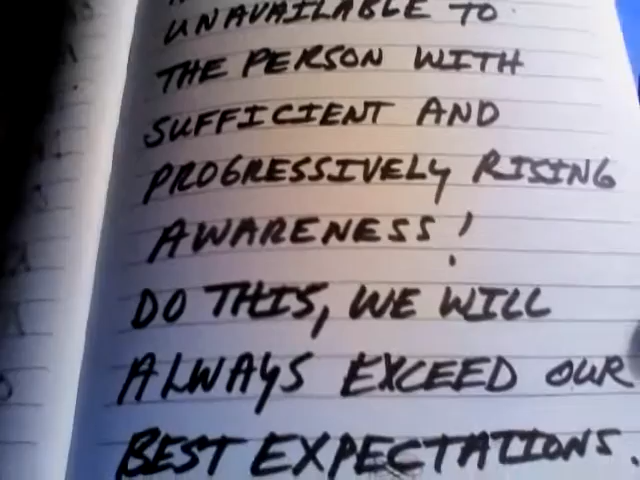 UNAVAILABLE TO
THE PERSON WITH
SUFFICIENT AND
PROGRESSIVELY RISING
AWARENESS!
DO THIS, WE WILL
ALWAYS EXCEED OUR
BEST EXPECTATIONS.